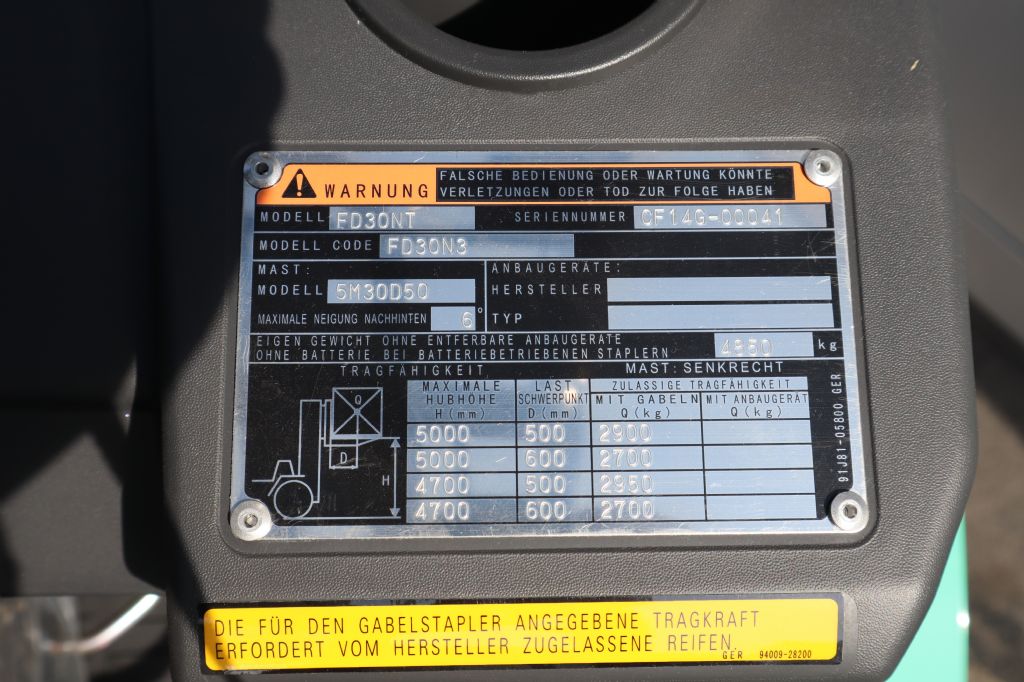 WARNUNG
FALSCHE BEDIENUNG ODER WARTUNG KÖNNTE
VERLETZUNGEN ODER TOD ZUR FOLGE HABEN
MODELL FD30NT SERIENNUMMER CF14G-00041
MODELL CODE FD30N3
MAST: ANBAUGERÄTE:
MODELL 5M30D50 HERSTELLER
MAXIMALE NEIGUNG NACHHINTEN 6° TYP
EIGEN GEWICHT OHNE ENTFERBARE ANBAUGERÄTE
OHNE BATTERIE BEI BATTERIEBETRIEBENEN STAPLERN 4850 kg
TRAGFÄHIGKEIT MAST: SENKRECHT
MAXIMALE LAST ZULÄSSIGE TRAGFÄHIGKEIT
HUBHÖHE SCHWERPUNKT MIT GABELN MIT ANBAUGERÄT
H (mm) D (mm) Q (kg) Q (kg)
5000 500 2900
5000 600 2700
4700 500 2950
4700 600 2700
Q
D
H
91J81-05800 GER
DIE FÜR DEN GABELSTAPLER ANGEGEBENE TRAGKRAFT
ERFORDERT VOM HERSTELLER ZUGELASSENE REIFEN.
GER 94009-28200